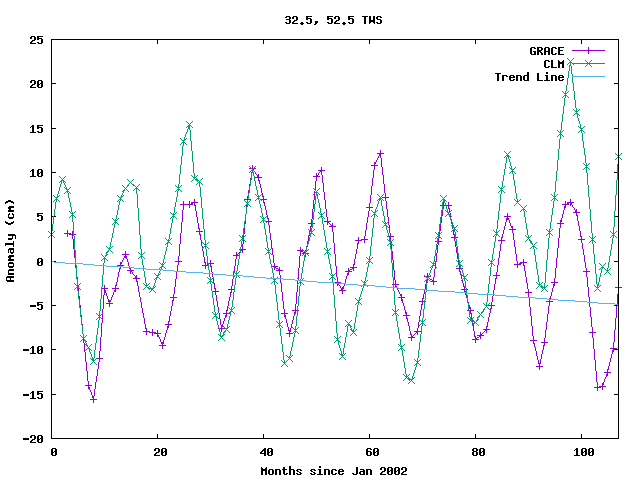 32.5, 52.5 TWS
GRACE
CLM
Trend Line
25
20
15
10
5
0
-5
-10
-15
-20
Anomaly (cm)
0 20 40 60 80 100
Months since Jan 2002